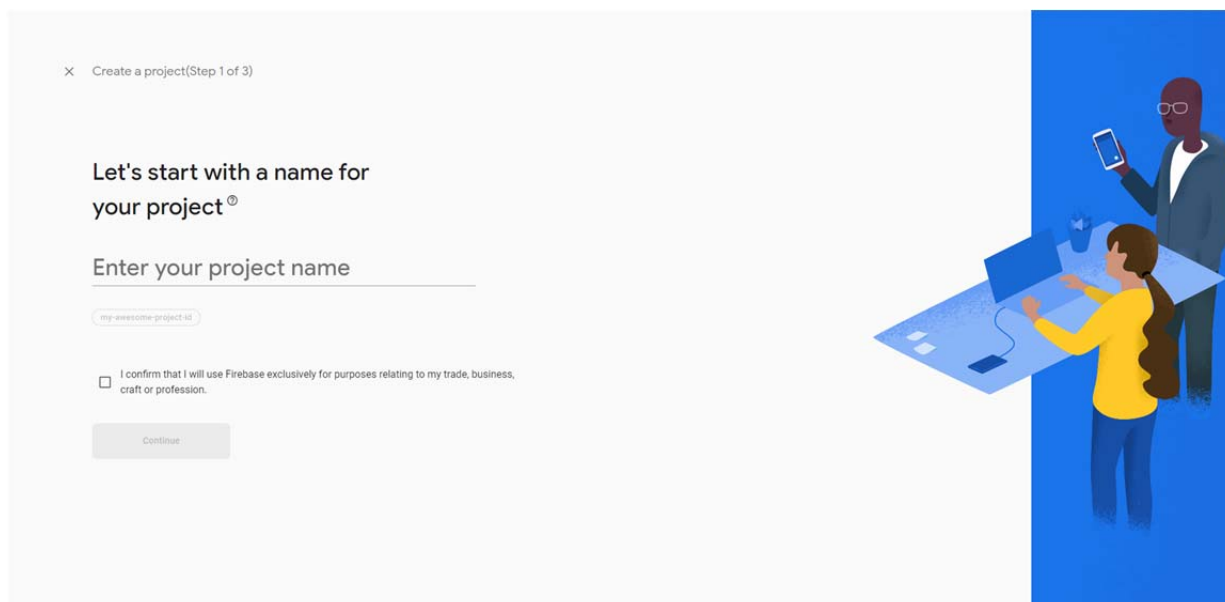 Create a project(Step 1 of 3)
Let's start with a name for
your project
Enter your project name
my-awesome-project-id
I confirm that I will use Firebase exclusively for purposes relating to my trade, business,
craft or profession.
Continue